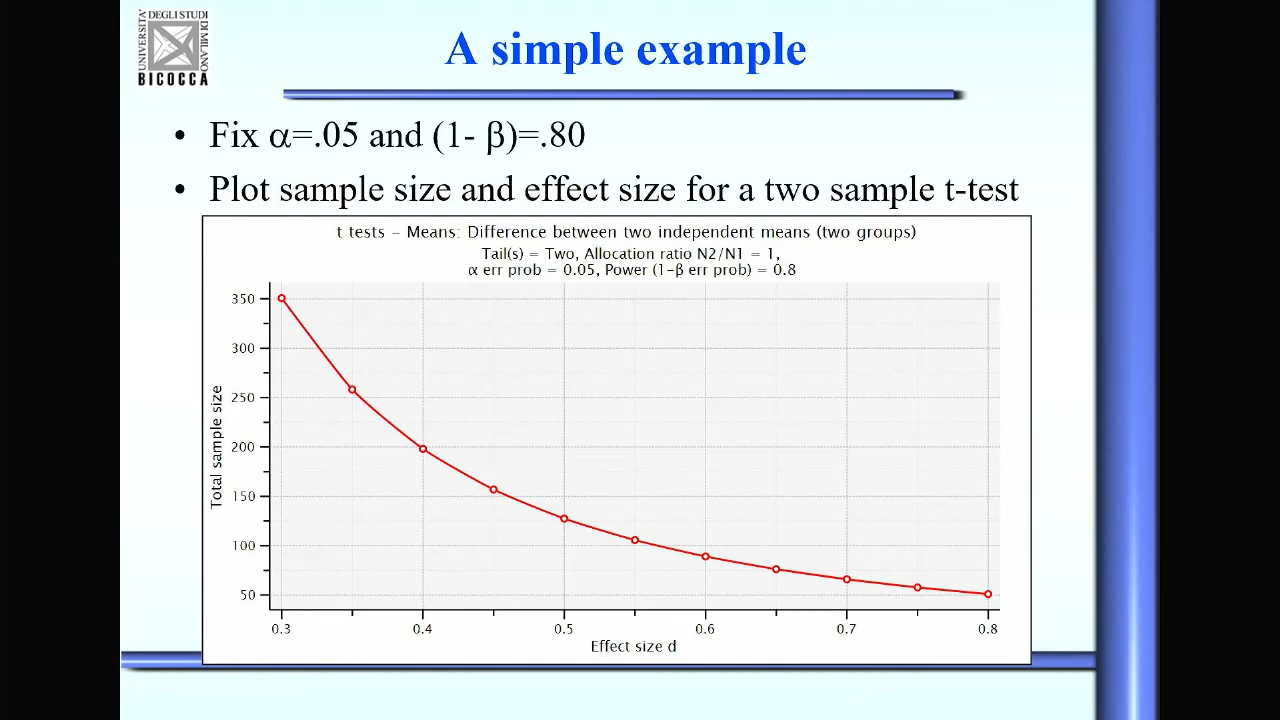 UNIVERSITA'
DEGLI STUDI
DI MILANO
BICOCCA
A simple example
• Fix α=.05 and (1- β)=.80
• Plot sample size and effect size for a two sample t-test
t tests – Means: Difference between two independent means (two groups)
Tail(s) = Two, Allocation ratio N2/N1 = 1,
α err prob = 0.05, Power (1-β err prob) = 0.8
Total sample size
350
300
250
200
150
100
50
0.3 0.4 0.5 0.6 0.7 0.8
Effect size d